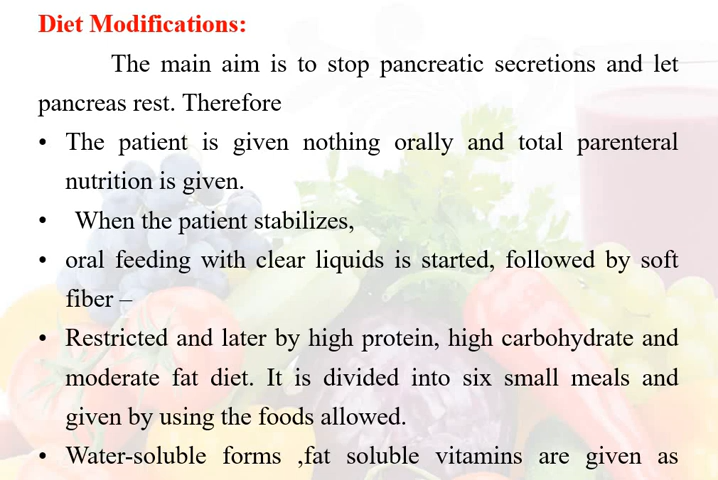 Diet Modifications:
The main aim is to stop pancreatic secretions and let
pancreas rest. Therefore
• The patient is given nothing orally and total parenteral
nutrition is given.
• When the patient stabilizes,
• oral feeding with clear liquids is started, followed by soft
fiber –
• Restricted and later by high protein, high carbohydrate and
moderate fat diet. It is divided into six small meals and
given by using the foods allowed.
• Water-soluble forms ,fat soluble vitamins are given as